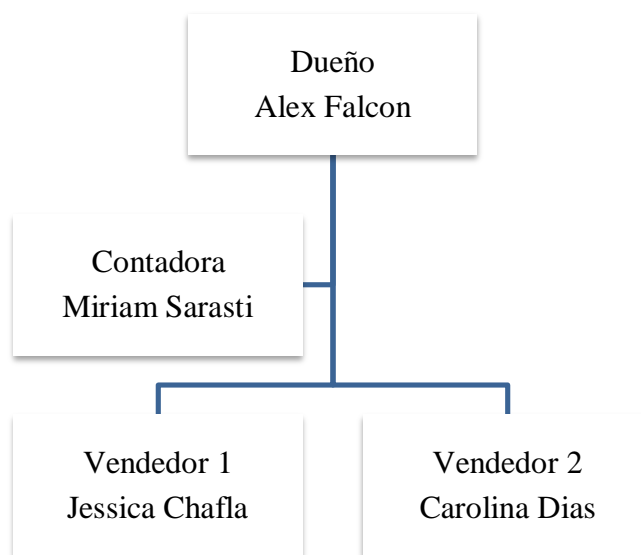 Dueño
Alex Falcon
Contadora
Miriam Sarasti
Vendedor 1
Jessica Chafla
Vendedor 2
Carolina Dias